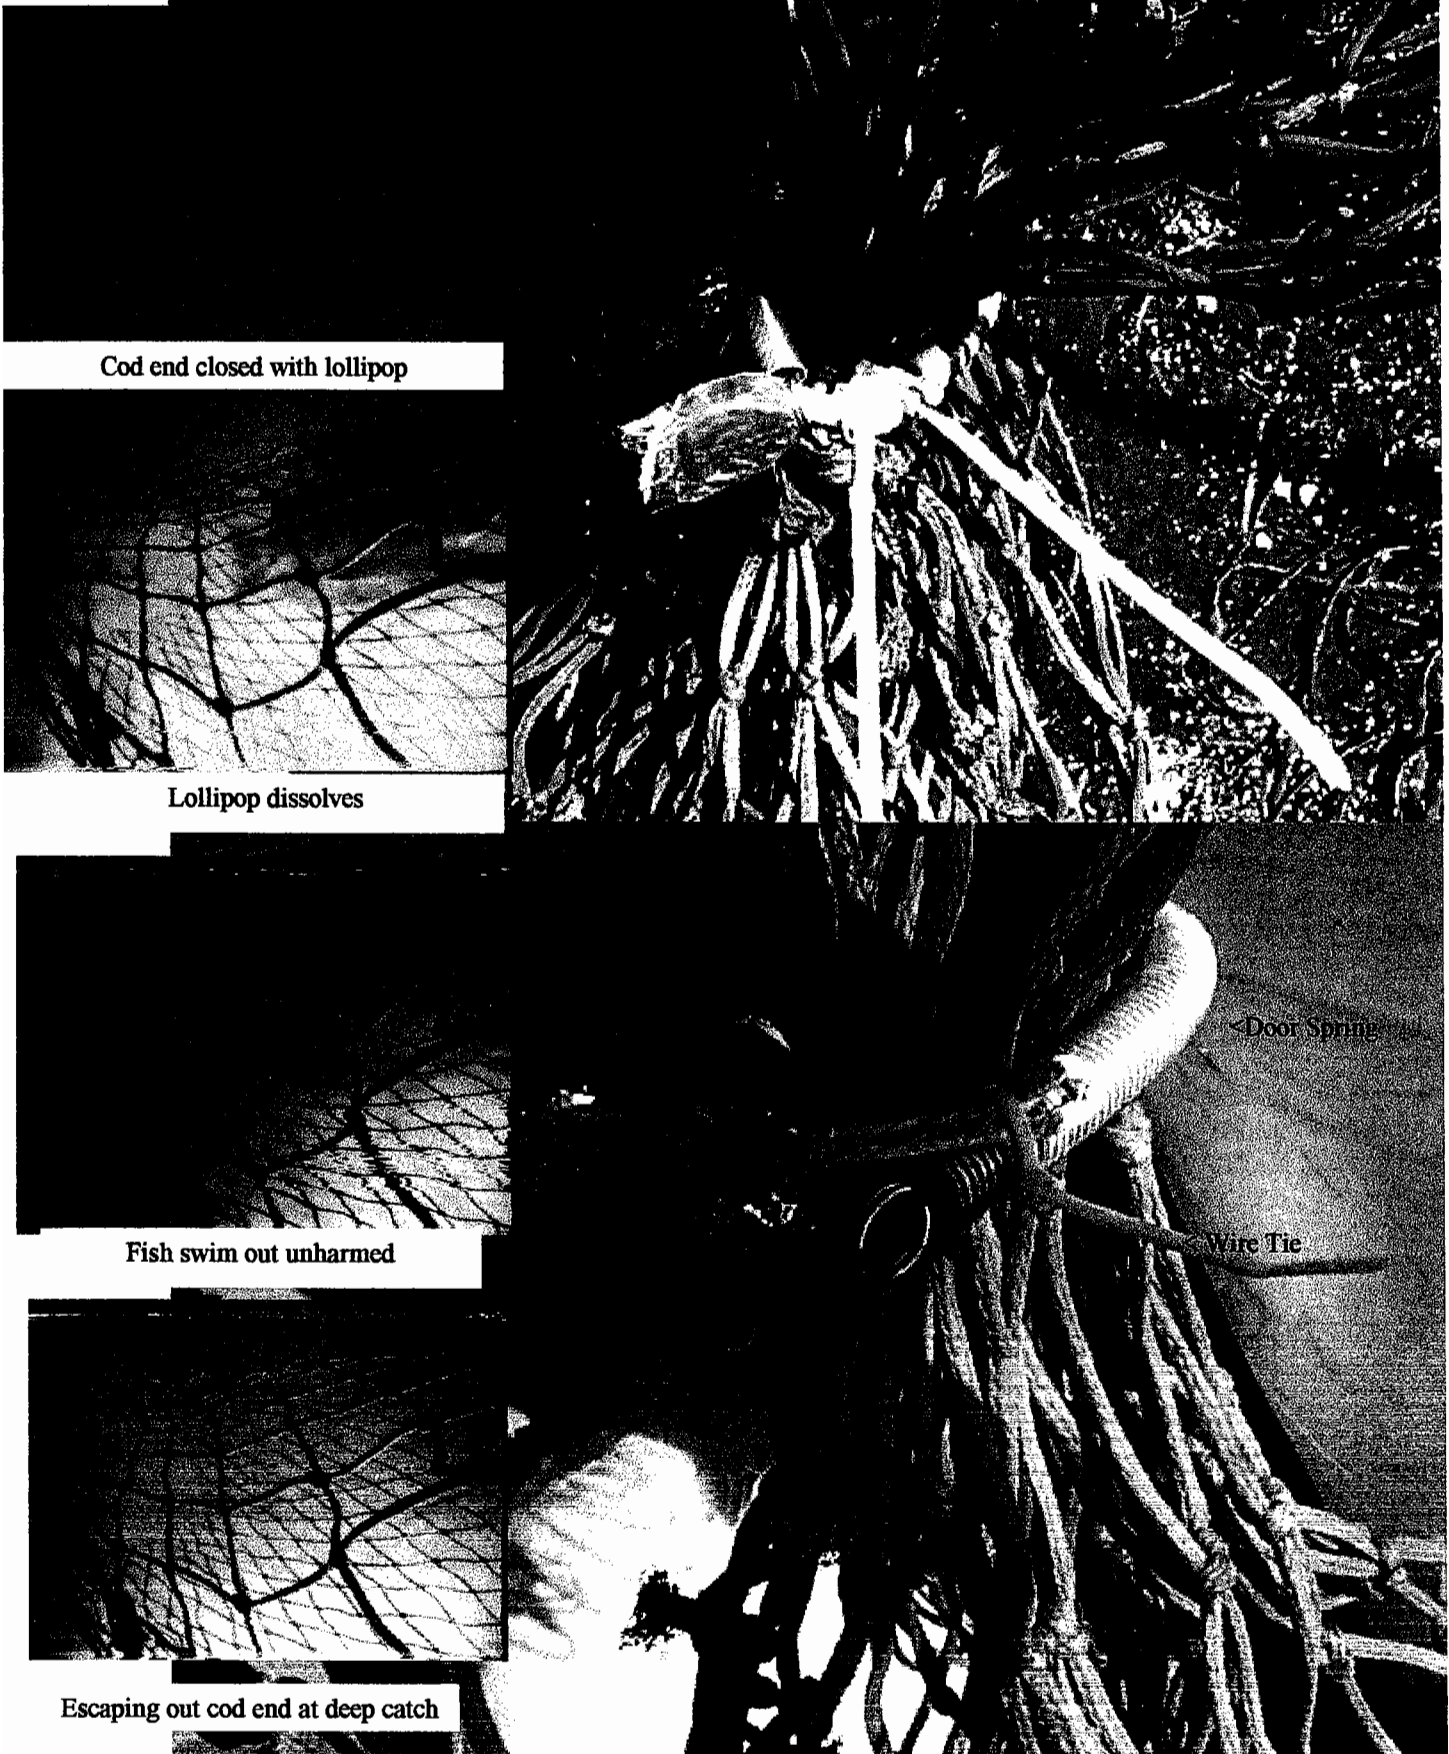 Cod end closed with lollipop
Lollipop dissolves
<Door Spring
Fish swim out unharmed
Wire Tie
Escaping out cod end at deep catch